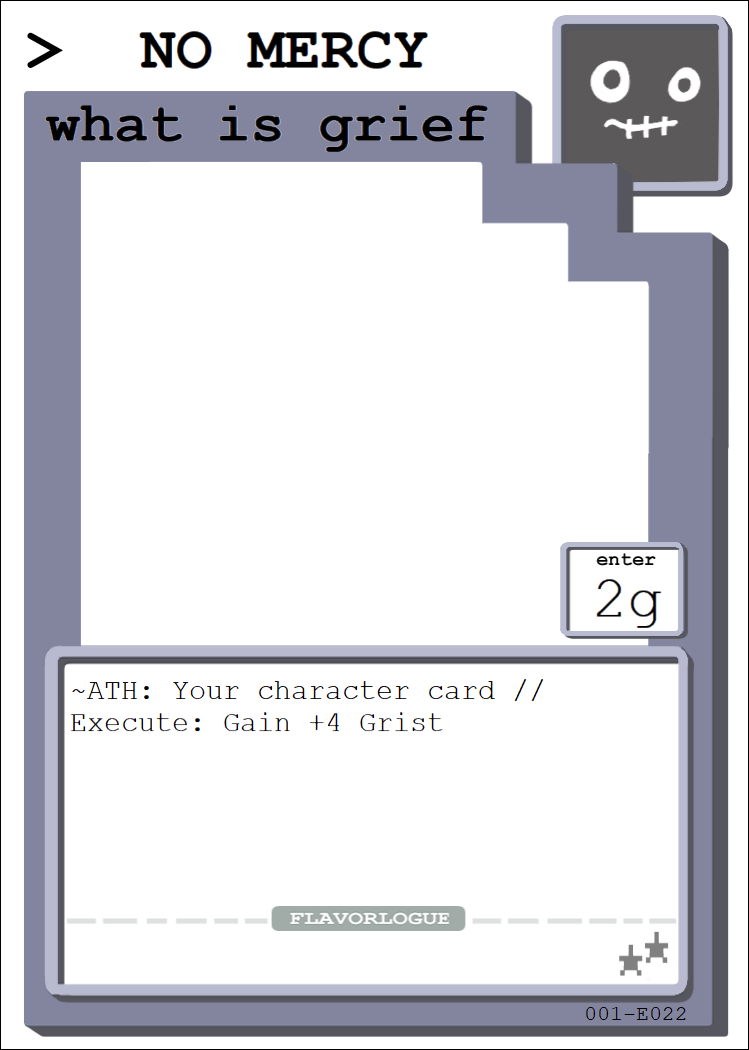 > NO MERCY
what is grief
enter
2g
~ATH: Your character card //
Execute: Gain +4 Grist
FLAVORLOGUE
001-E022